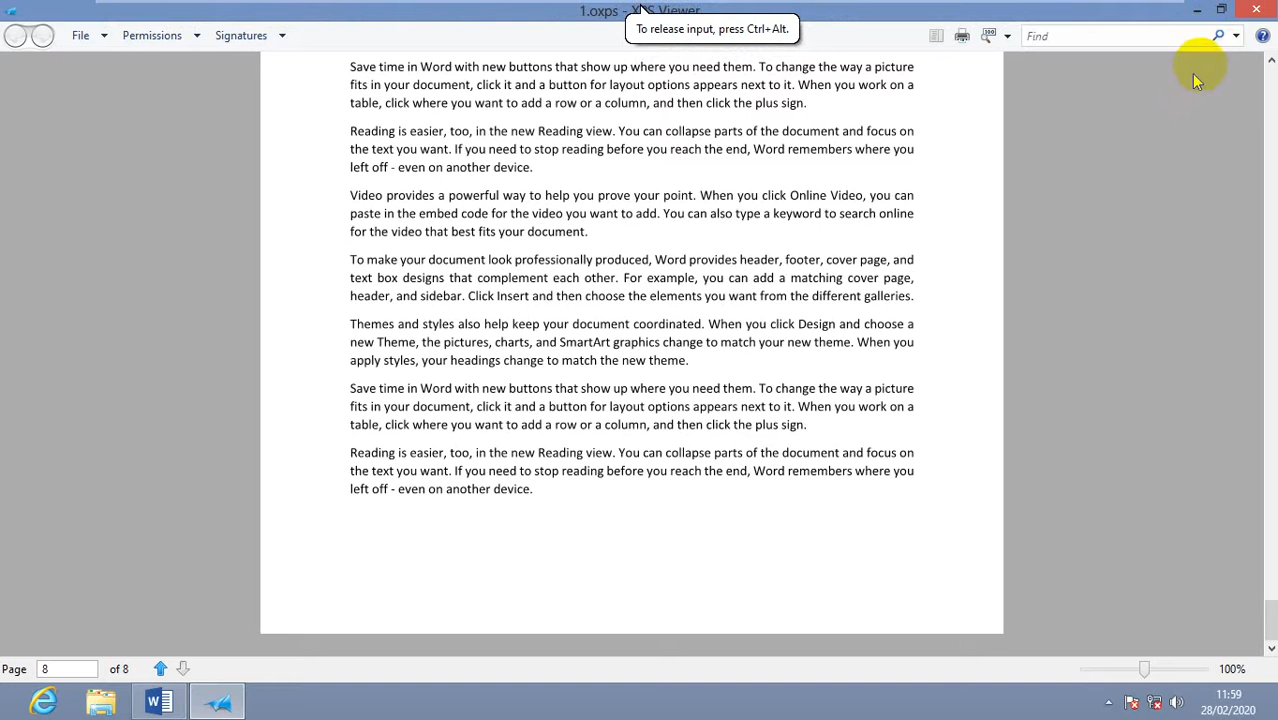 1.oxps - XPS Viewer
To release input, press Ctrl+Alt.
File Permissions Signatures Find
Save time in Word with new buttons that show up where you need them. To change the way a picture
fits in your document, click it and a button for layout options appears next to it. When you work on a
table, click where you want to add a row or a column, and then click the plus sign.
Reading is easier, too, in the new Reading view. You can collapse parts of the document and focus on
the text you want. If you need to stop reading before you reach the end, Word remembers where you
left off - even on another device.
Video provides a powerful way to help you prove your point. When you click Online Video, you can
paste in the embed code for the video you want to add. You can also type a keyword to search online
for the video that best fits your document.
To make your document look professionally produced, Word provides header, footer, cover page, and
text box designs that complement each other. For example, you can add a matching cover page,
header, and sidebar. Click Insert and then choose the elements you want from the different galleries.
Themes and styles also help keep your document coordinated. When you click Design and choose a
new Theme, the pictures, charts, and SmartArt graphics change to match your new theme. When you
apply styles, your headings change to match the new theme.
Save time in Word with new buttons that show up where you need them. To change the way a picture
fits in your document, click it and a button for layout options appears next to it. When you work on a
table, click where you want to add a row or a column, and then click the plus sign.
Reading is easier, too, in the new Reading view. You can collapse parts of the document and focus on
the text you want. If you need to stop reading before you reach the end, Word remembers where you
left off - even on another device.
Page 8 of 8 100%
11:59
28/02/2020